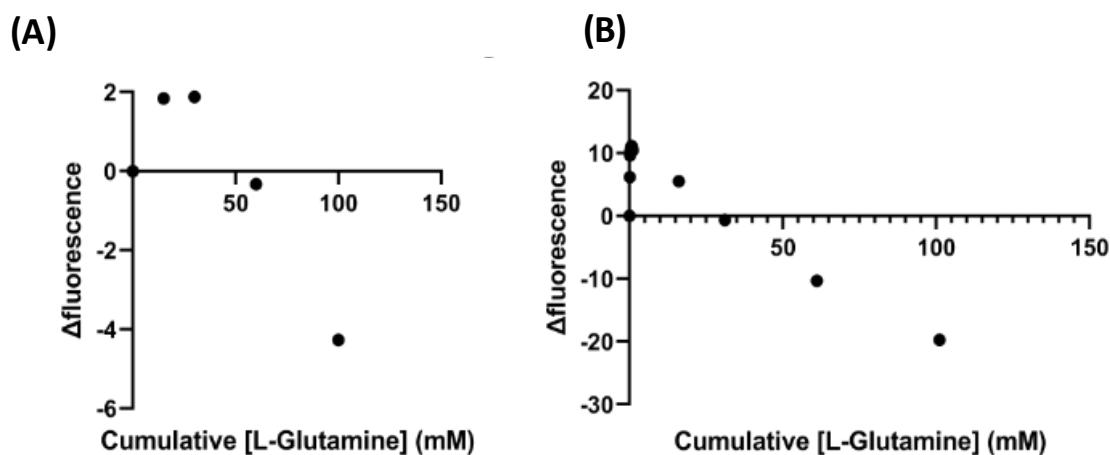 (A)
(B)
2
0
-2
-4
-6
50
100
150
Δfluorescence
Cumulative [L-Glutamine] (mM)
20
10
0
-10
-20
-30
50
100
150
Δfluorescence
Cumulative [L-Glutamine] (mM)